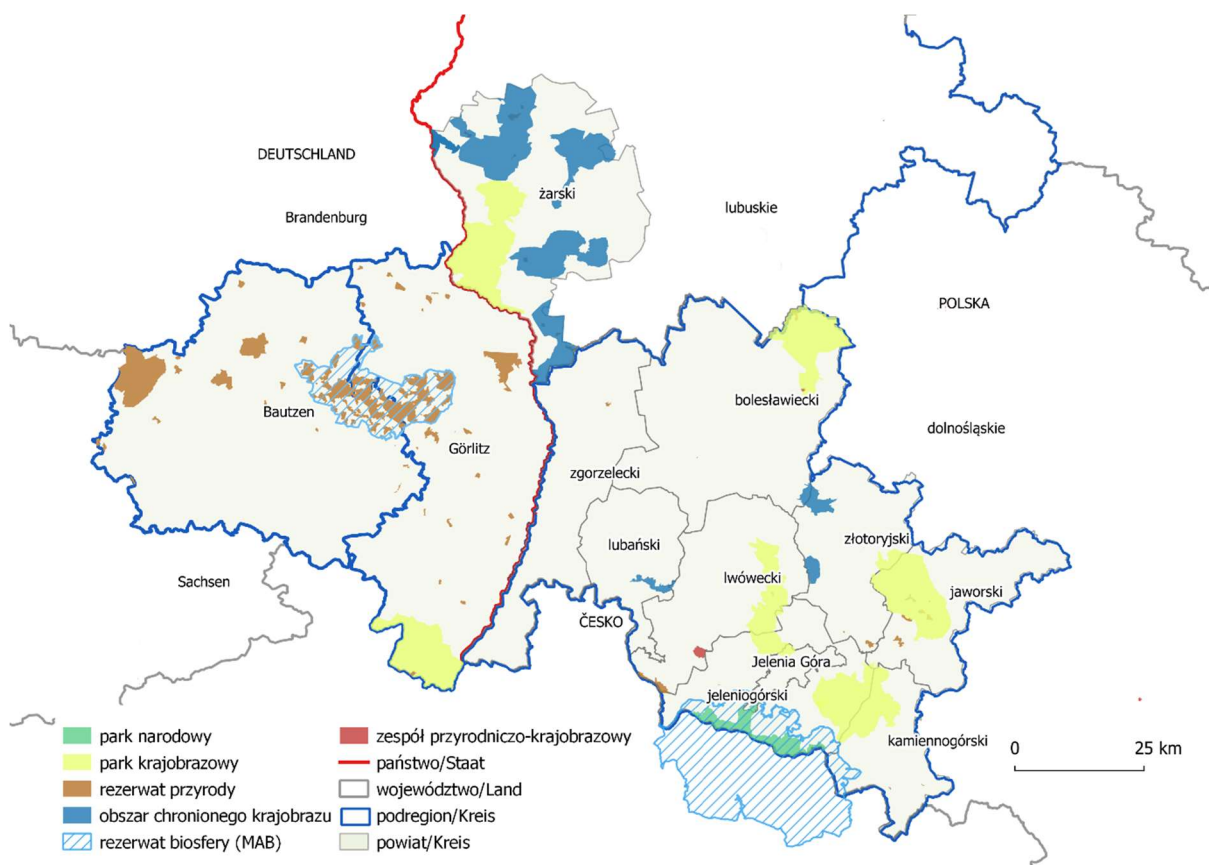 DEUTSCHLAND
żarski
Brandenburg
lubuskie
POLSKA
bolesławiecki
Bautzen
dolnośląskie
Görlitz
zgorzelecki
złotoryjski
lubański
lwówecki
Sachsen
jaworski
ČESKO
Jelenia Góra
jeleniogórski
kamiennogórski
0 25 km
park narodowy
park krajobrazowy
rezerwat przyrody
obszar chronionego krajobrazu
rezerwat biosfery (MAB)
zespół przyrodniczo-krajobrazowy
państwo/Staat
województwo/Land
podregion/Kreis
powiat/Kreis